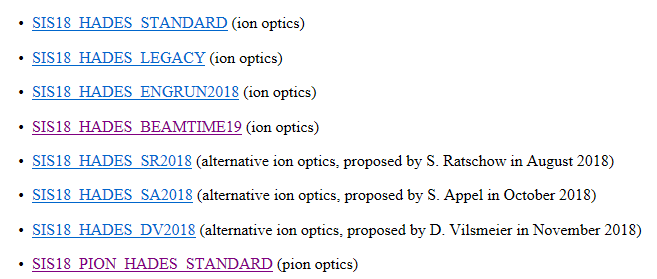 • SIS18_HADES_STANDARD (ion optics)
• SIS18_HADES_LEGACY (ion optics)
• SIS18_HADES_ENGRUN2018 (ion optics)
• SIS18_HADES_BEAMTIME19 (ion optics)
• SIS18_HADES_SR2018 (alternative ion optics, proposed by S. Ratschow in August 2018)
• SIS18_HADES_SA2018 (alternative ion optics, proposed by S. Appel in October 2018)
• SIS18_HADES_DV2018 (alternative ion optics, proposed by D. Vilsmeier in November 2018)
• SIS18_PION_HADES_STANDARD (pion optics)